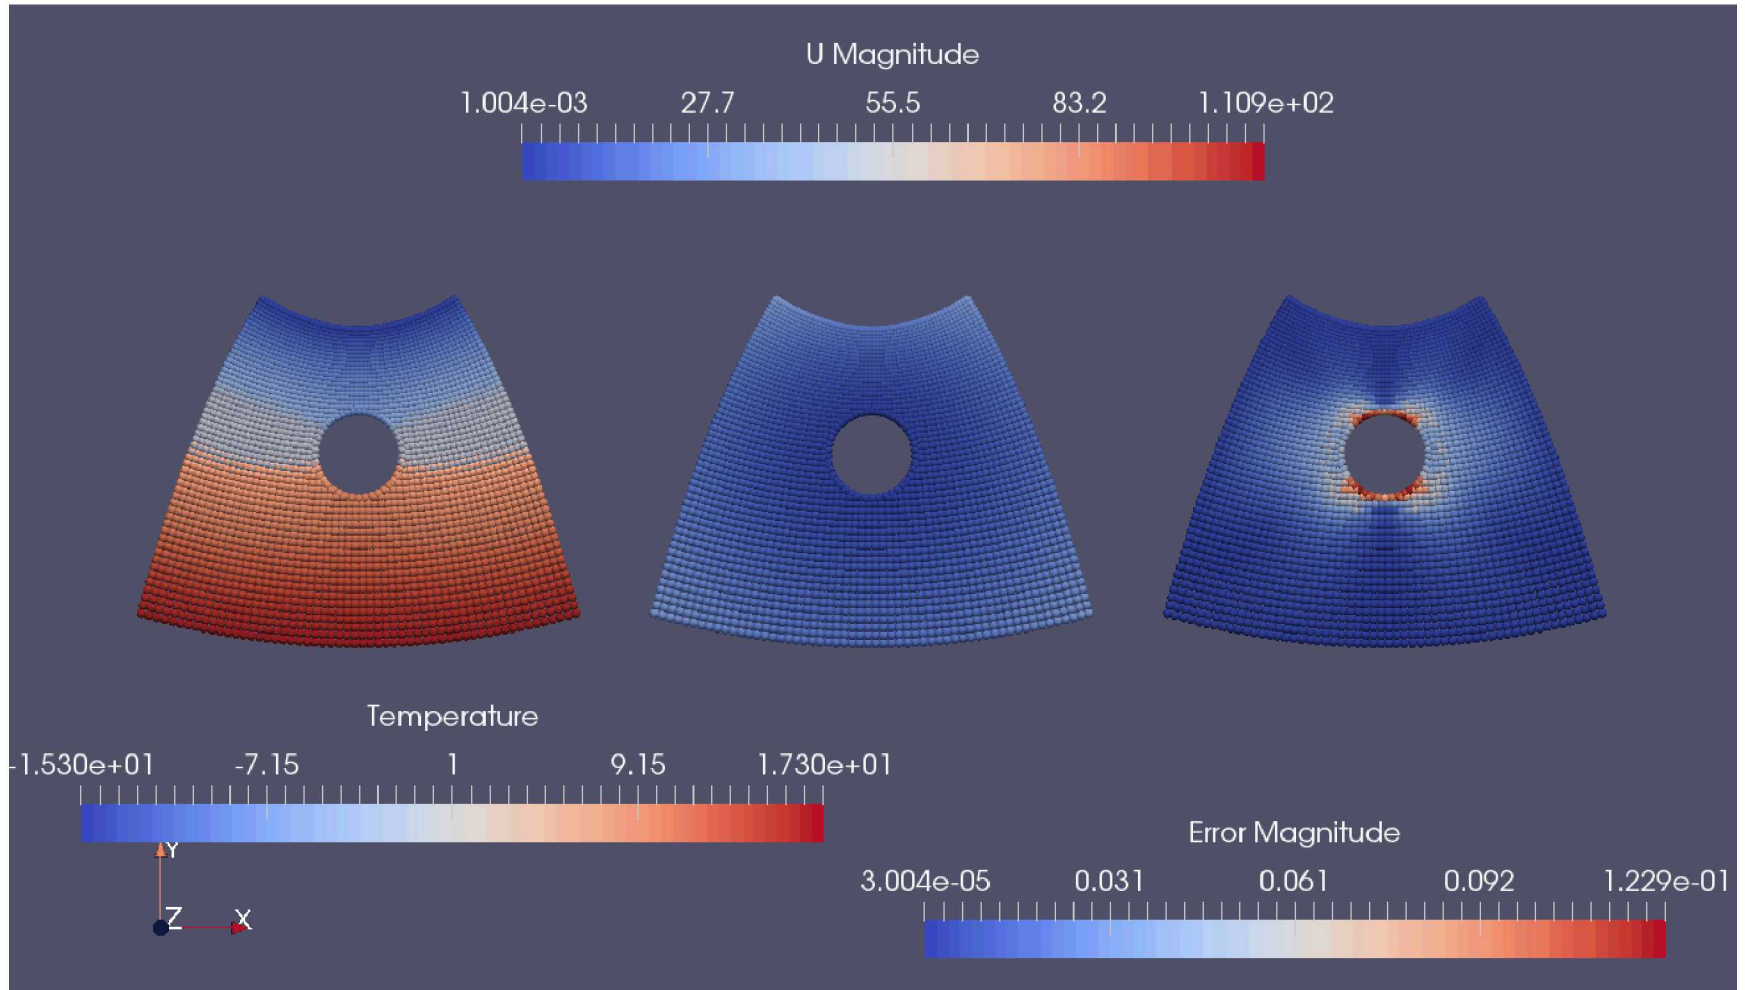 U Magnitude
1.004e-03 27.7 55.5 83.2 1.109e+02
Temperature
-1.530e+01 -7.15 1 9.15 1.730e+01
Y
Z X
Error Magnitude
3.004e-05 0.031 0.061 0.092 1.229e-01